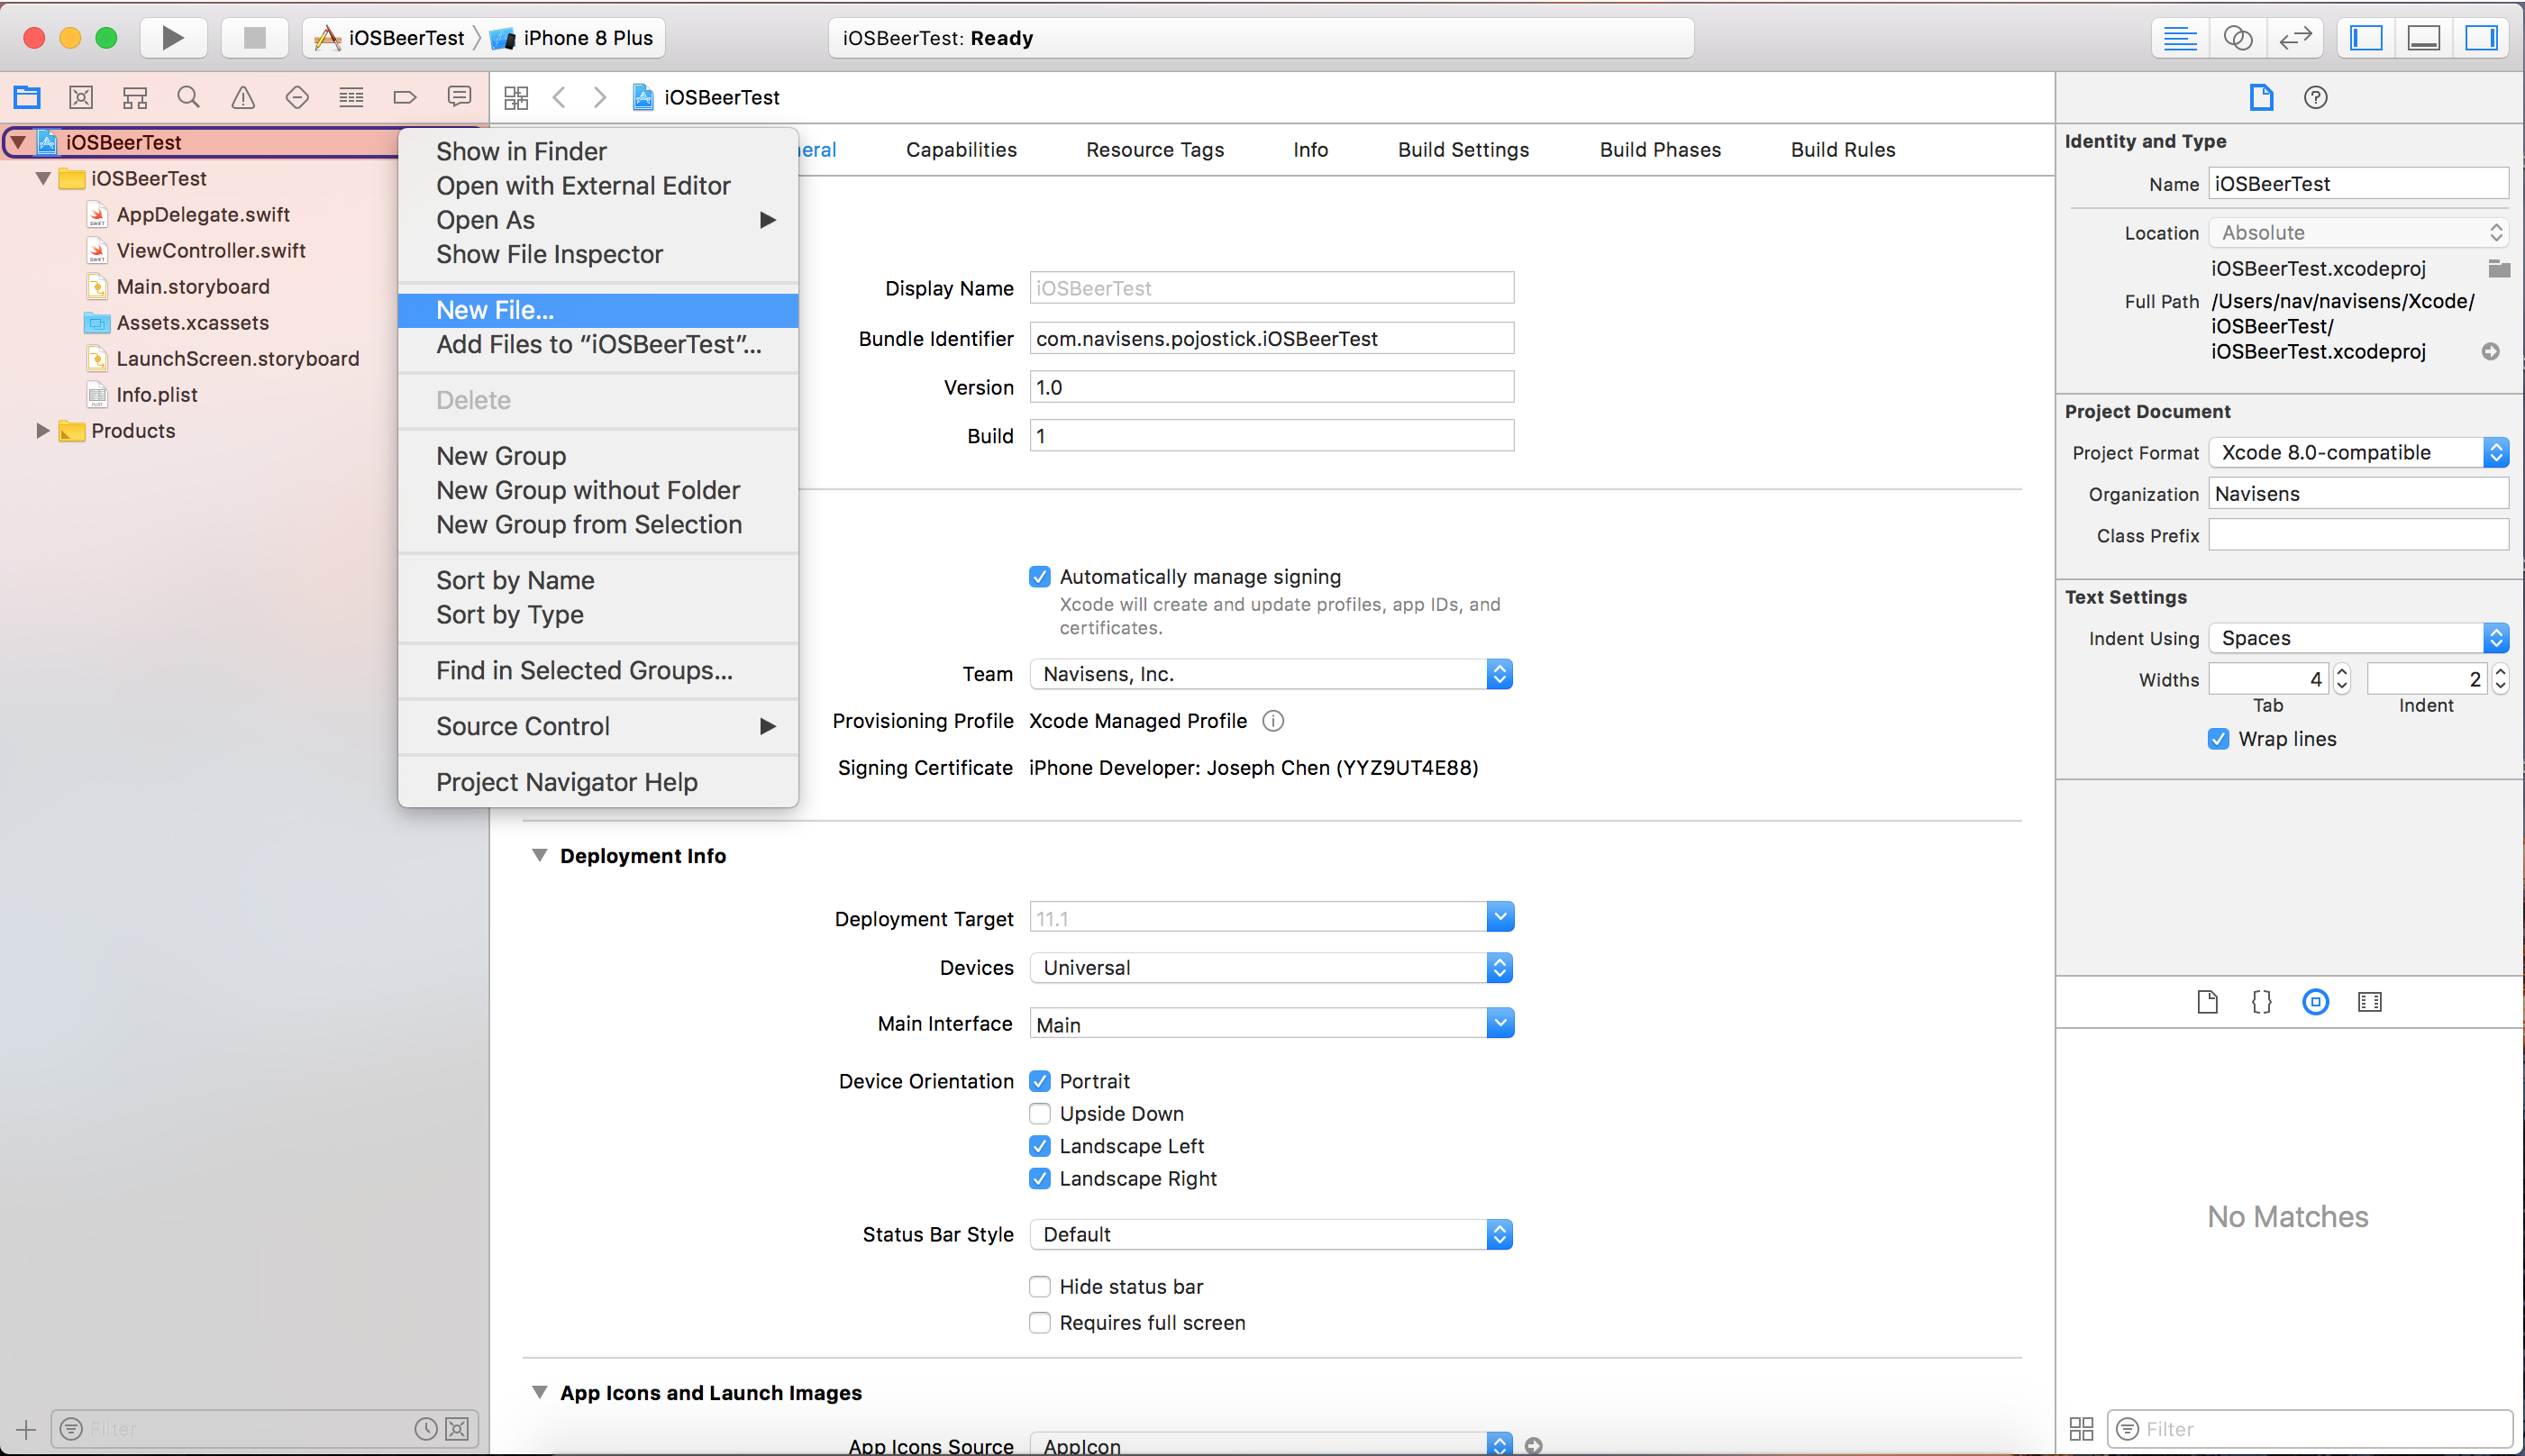 iOSBeerTest
iPhone 8 Plus
iOSBeerTest: Ready
iOSBeerTest
iOSBeerTest
iOSBeerTest
AppDelegate.swift
ViewController.swift
Main.storyboard
Assets.xcassets
LaunchScreen.storyboard
Info.plist
Products
Filter
Show in Finder
Open with External Editor
Open As
Show File Inspector
New File...
Add Files to “iOSBeerTest”...
Delete
New Group
New Group without Folder
New Group from Selection
Sort by Name
Sort by Type
Find in Selected Groups...
Source Control
Project Navigator Help
eral Capabilities Resource Tags Info Build Settings Build Phases Build Rules
Display Name iOSBeerTest
Bundle Identifier com.navisens.pojostick.iOSBeerTest
Version 1.0
Build 1
Automatically manage signing
Xcode will create and update profiles, app IDs, and
certificates.
Team Navisens, Inc.
Provisioning Profile Xcode Managed Profile
Signing Certificate iPhone Developer: Joseph Chen (YYZ9UT4E88)
Deployment Info
Deployment Target 11.1
Devices Universal
Main Interface Main
Device Orientation Portrait
Upside Down
Landscape Left
Landscape Right
Status Bar Style Default
Hide status bar
Requires full screen
App Icons and Launch Images
App Icons Source AppIcon
Identity and Type
Name iOSBeerTest
Location Absolute
iOSBeerTest.xcodeproj
Full Path /Users/nav/navisens/Xcode/
iOSBeerTest/
iOSBeerTest.xcodeproj
Project Document
Project Format Xcode 8.0-compatible
Organization Navisens
Class Prefix
Text Settings
Indent Using Spaces
Widths 4 2
Tab Indent
Wrap lines
No Matches
Filter